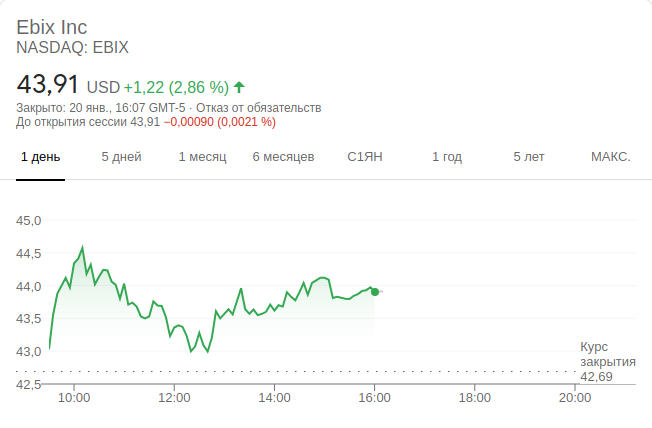 Ebix Inc
NASDAQ: EBIX
43,91 USD +1,22 (2,86 %)
Закрыто: 20 янв., 16:07 GMT-5 · Отказ от обязательств
До открытия сессии 43,91 −0,00090 (0,0021 %)
1 день 5 дней 1 месяц 6 месяцев С1ЯН 1 год 5 лет МАКС.
45,0
44,5
44,0
43,5
43,0
Курс
закрытия
42,69
42,5
10:00 12:00 14:00 16:00 18:00 20:00